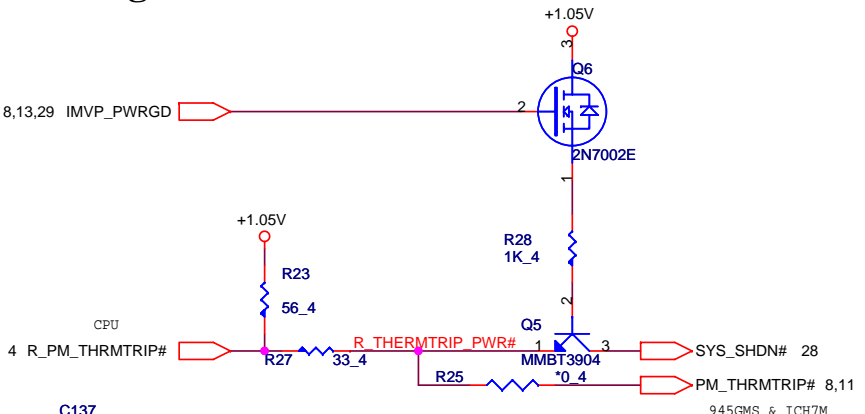 +1.05V
3
Q6
8,13,29 IMVP_PWRGD
2
2N7002E
1
+1.05V
R28
1K_4
R23
56_4
2
CPU
Q5
4 R_PM_THRMTRIP#
R_THERMTRIP_PWR#
1
3
SYS_SHDN# 28
R27
33_4
MMBT3904
R25
*0_4
PM_THRMTRIP# 8,11
C137
945GMS & ICH7M